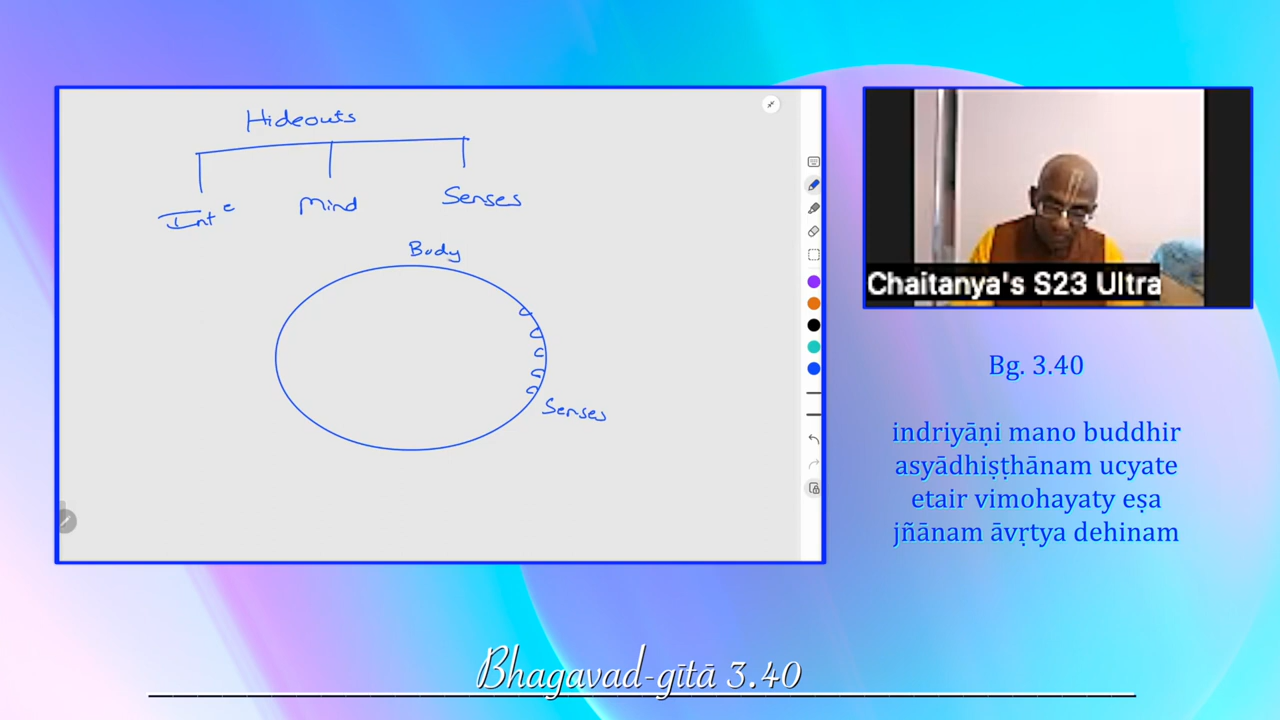 Hideouts
Int e
Mind
Senses
Body
Senses
Chaitanya's S23 Ultra
Bg. 3.40
indriyāṇi mano buddhir
asyādhiṣṭhānam ucyate
etair vimohayaty eṣa
jñānam āvṛtya dehinam
Bhagavad-gītā 3.40